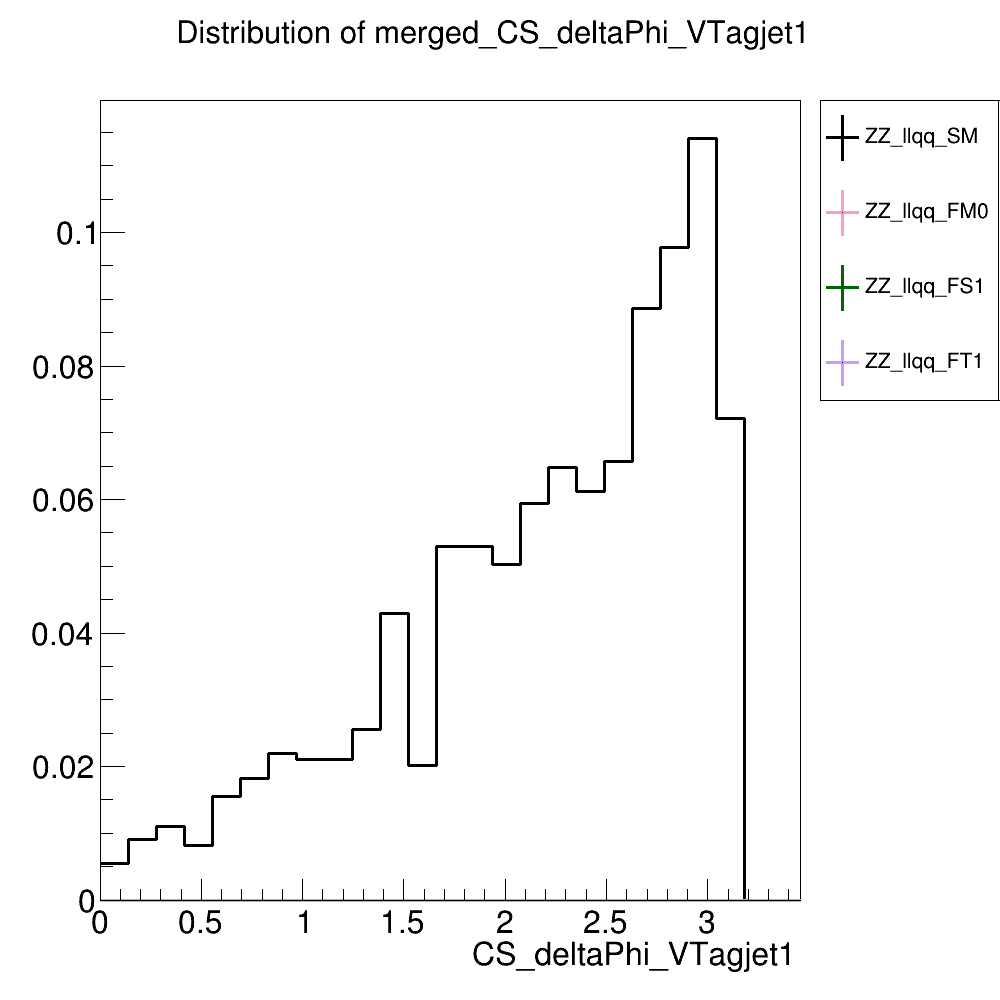 Distribution of merged_CS_deltaPhi_VTagjet1
ZZ_llqq_SM
ZZ_llqq_FM0
ZZ_llqq_FS1
ZZ_llqq_FT1
0.1
0.08
0.06
0.04
0.02
0
0 0.5 1 1.5 2 2.5 3
CS_deltaPhi_VTagjet1